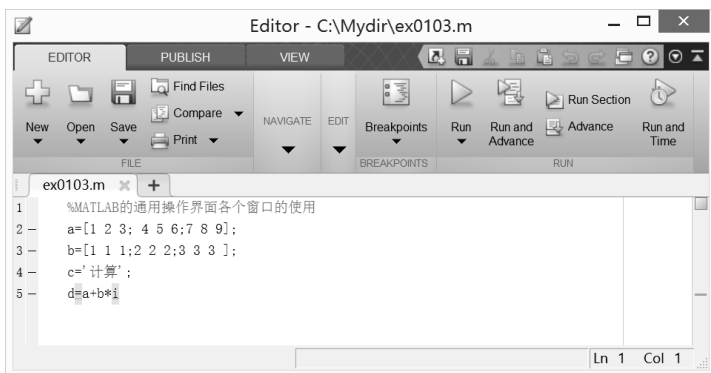 Editor - C:\Mydir\ex0103.m
EDITOR PUBLISH VIEW
New Open Save Find Files Compare Print NAVIGATE EDIT Breakpoints Run Run and Advance Run Section Advance Run and Time
FILE BREAKPOINTS RUN
ex0103.m
1 %MATLAB的通用操作界面各个窗口的使用
2 — a=[1 2 3; 4 5 6;7 8 9];
3 — b=[1 1 1;2 2 2;3 3 3 ];
4 — c='计算';
5 — d=a+b*i
Ln 1 Col 1